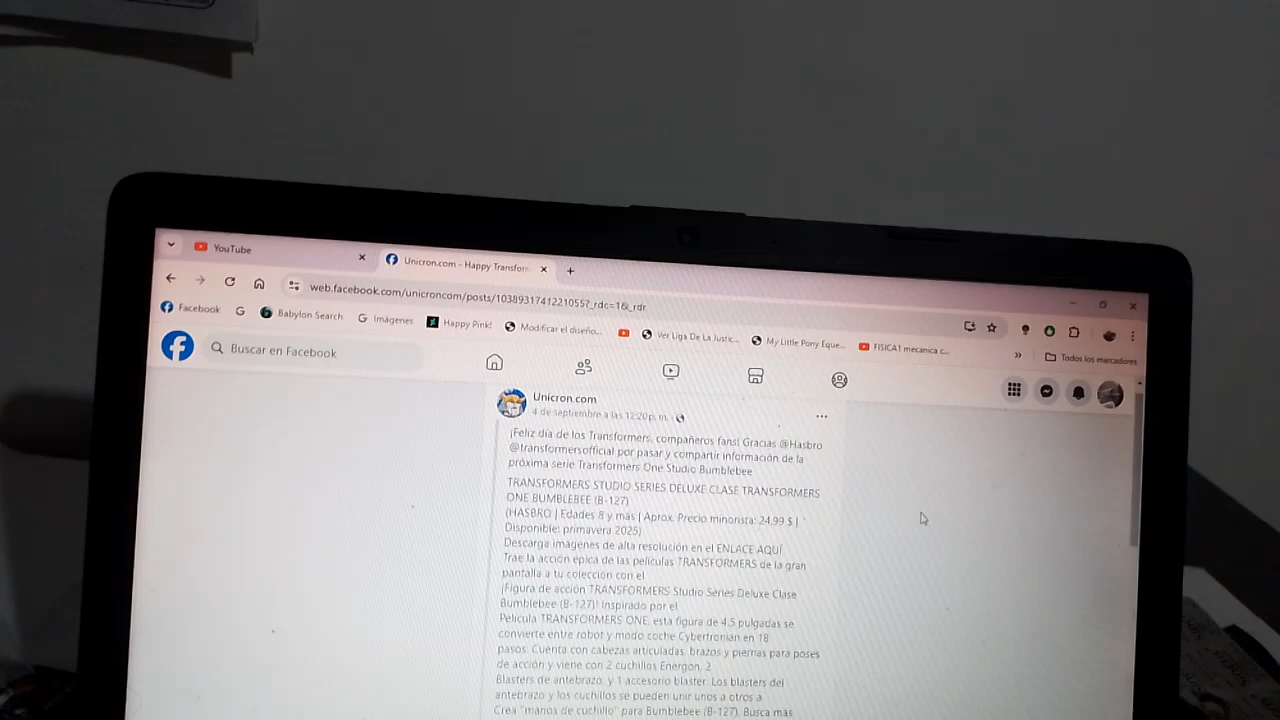 YouTube
Unicron.com - Happy Transfor
web.facebook.com/unicroncom/posts/1038931741221055?_rdc=1&_rdr
Facebook
G
Babylon Search
G Imágenes
Happy Pink!
Modificar el diseño...
Ver Liga De La Justic...
My Little Pony Eque...
FISICA1 mecanica c...
»
Todos los marcadores
Buscar en Facebook
Unicron.com
4 de septiembre a las 12:20 p. m.
¡Feliz día de los Transformers, compañeros fans! Gracias @Hasbro
@transformersofficial por pasar y compartir información de la
próxima serie Transformers One Studio Bumblebee
TRANSFORMERS STUDIO SERIES DELUXE CLASE TRANSFORMERS
ONE BUMBLEBEE (B-127)
(HASBRO | Edades 8 y más | Aprox. Precio minorista: 24,99 $ |
Disponible: primavera 2025)
Descarga imágenes de alta resolución en el ENLACE AQUÍ
Trae la acción épica de las películas TRANSFORMERS de la gran
pantalla a tu colección con el
¡Figura de acción TRANSFORMERS Studio Series Deluxe Clase
Bumblebee (B-127)! Inspirado por el
Película TRANSFORMERS ONE, esta figura de 4,5 pulgadas se
convierte entre robot y modo coche Cybertronian en 18
pasos. Cuenta con cabezas articuladas, brazos y piernas para poses
de acción y viene con 2 cuchillos Energon, 2
Blasters de antebrazo, y 1 accesorio blaster. Los blasters del
antebrazo y los cuchillos se pueden unir unos a otros a
Crea "manos de cuchillo" para Bumblebee (B-127). Busca más